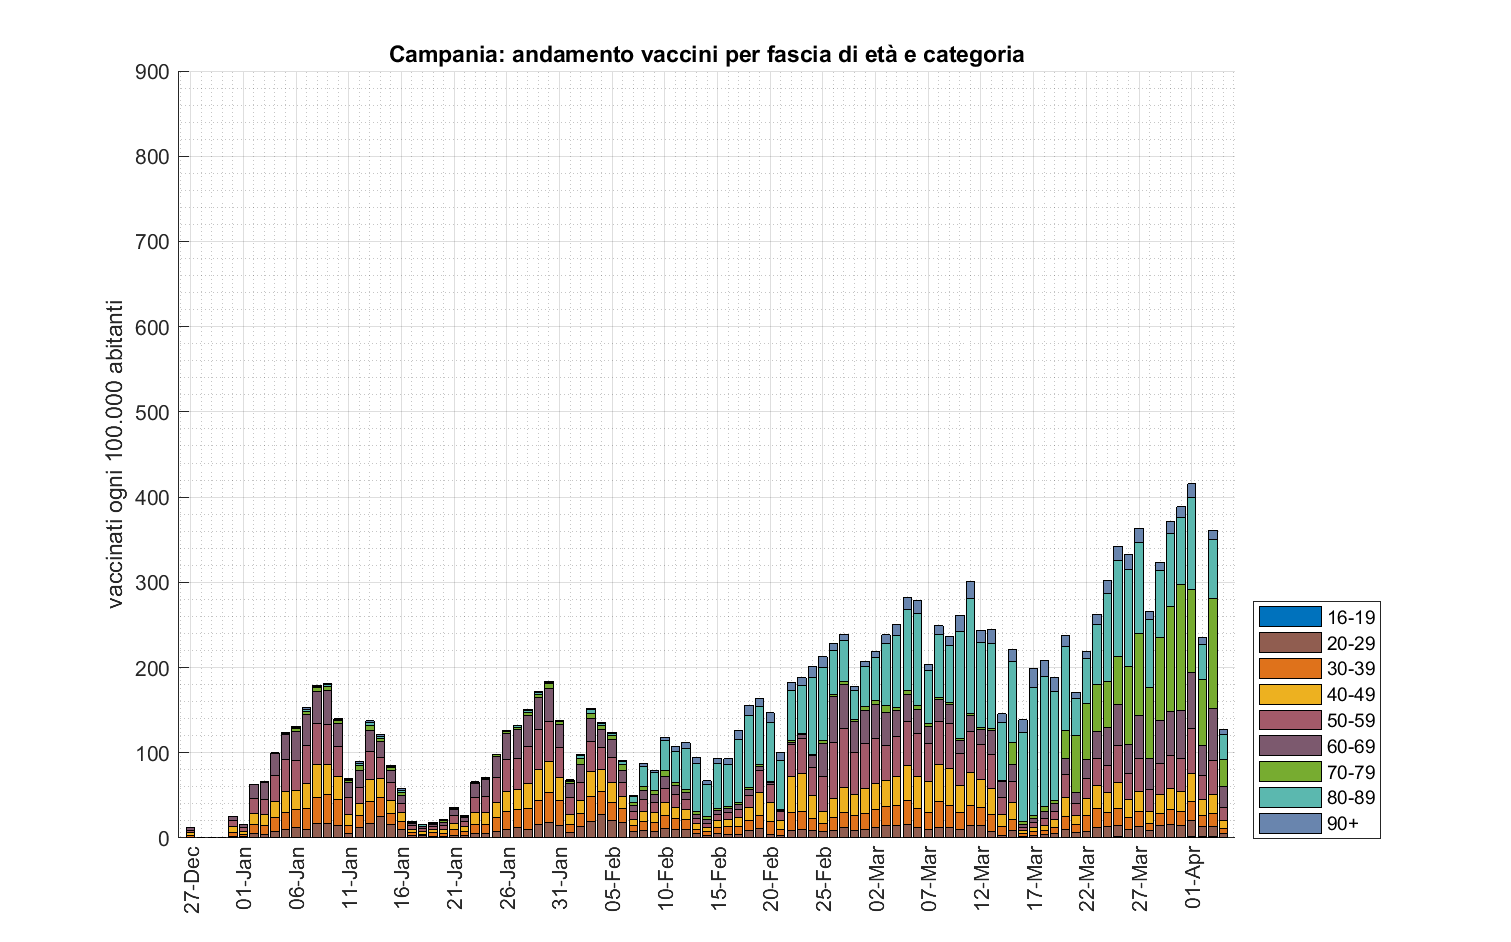 Campania: andamento vaccini per fascia di età e categoria
vaccinati ogni 100.000 abitanti
900
800
700
600
500
400
300
200
100
0
27-Dec
01-Jan
06-Jan
11-Jan
16-Jan
21-Jan
26-Jan
31-Jan
05-Feb
10-Feb
15-Feb
20-Feb
25-Feb
02-Mar
07-Mar
12-Mar
17-Mar
22-Mar
27-Mar
01-Apr
16-19
20-29
30-39
40-49
50-59
60-69
70-79
80-89
90+